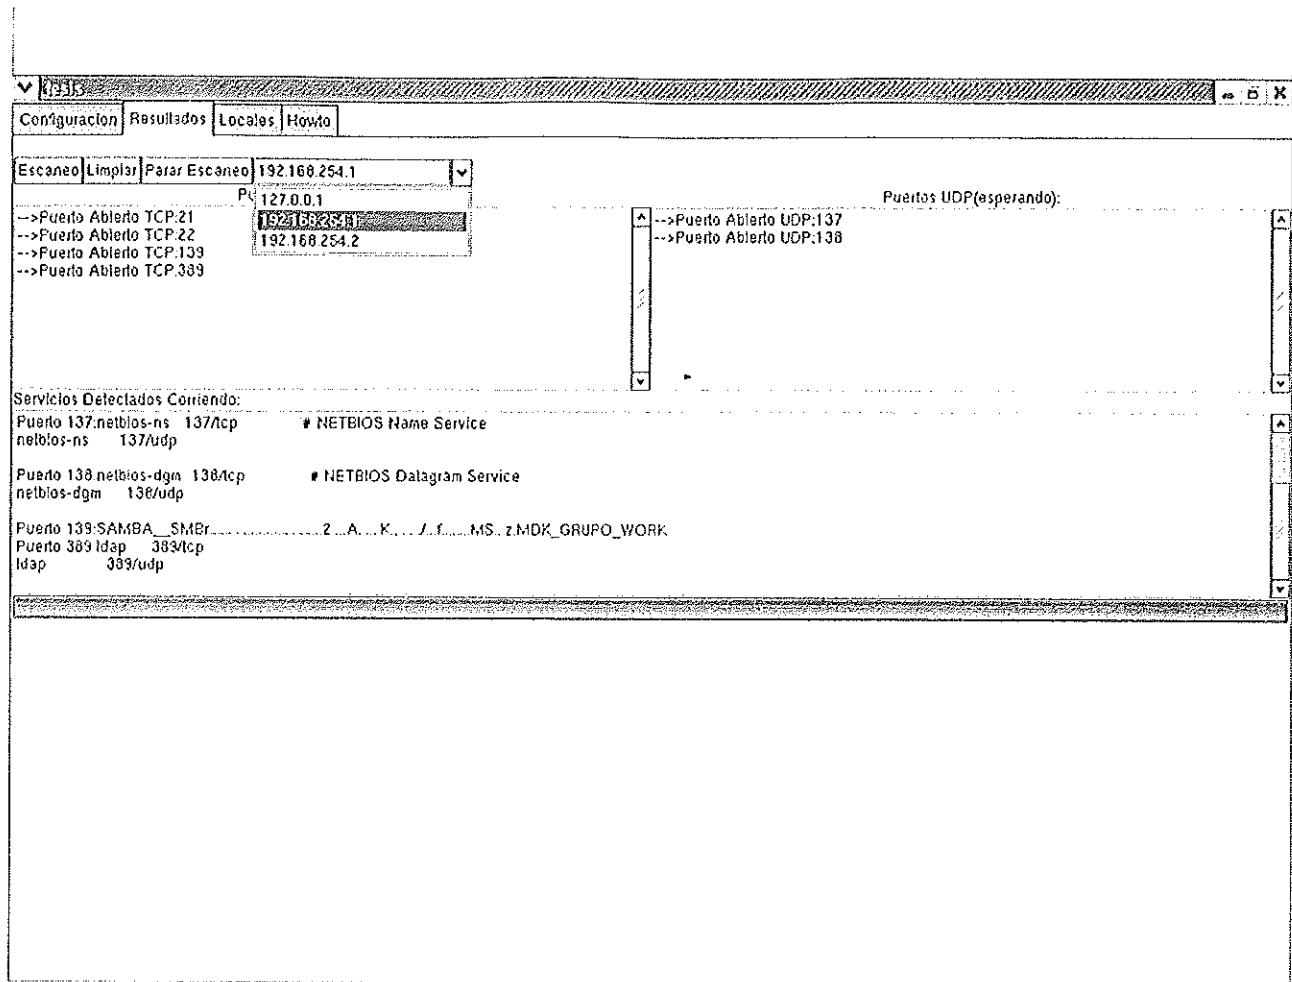 Tesis
Configuracion Resultados Locales Howto
Escaneo Limpiar Parar Escaneo 192.168.254.1
127.0.0.1
192.168.254.1
192.168.254.2
Puertos UDP(esperando):
-->Puerto Abierto TCP:21
-->Puerto Abierto TCP:22
-->Puerto Abierto TCP:139
-->Puerto Abierto TCP:389
-->Puerto Abierto UDP:137
-->Puerto Abierto UDP:138
Servicios Detectados Corriendo:
Puerto 137:netbios-ns 137/tcp # NETBIOS Name Service
netbios-ns 137/udp
Puerto 138:netbios-dgm 138/tcp # NETBIOS Datagram Service
netbios-dgm 138/udp
Puerto 139:SAMBA__SMBr.......................2...A....K...../..f.......MS..z.MDK_GRUPO_WORK
Puerto 389:ldap 389/tcp
ldap 389/udp